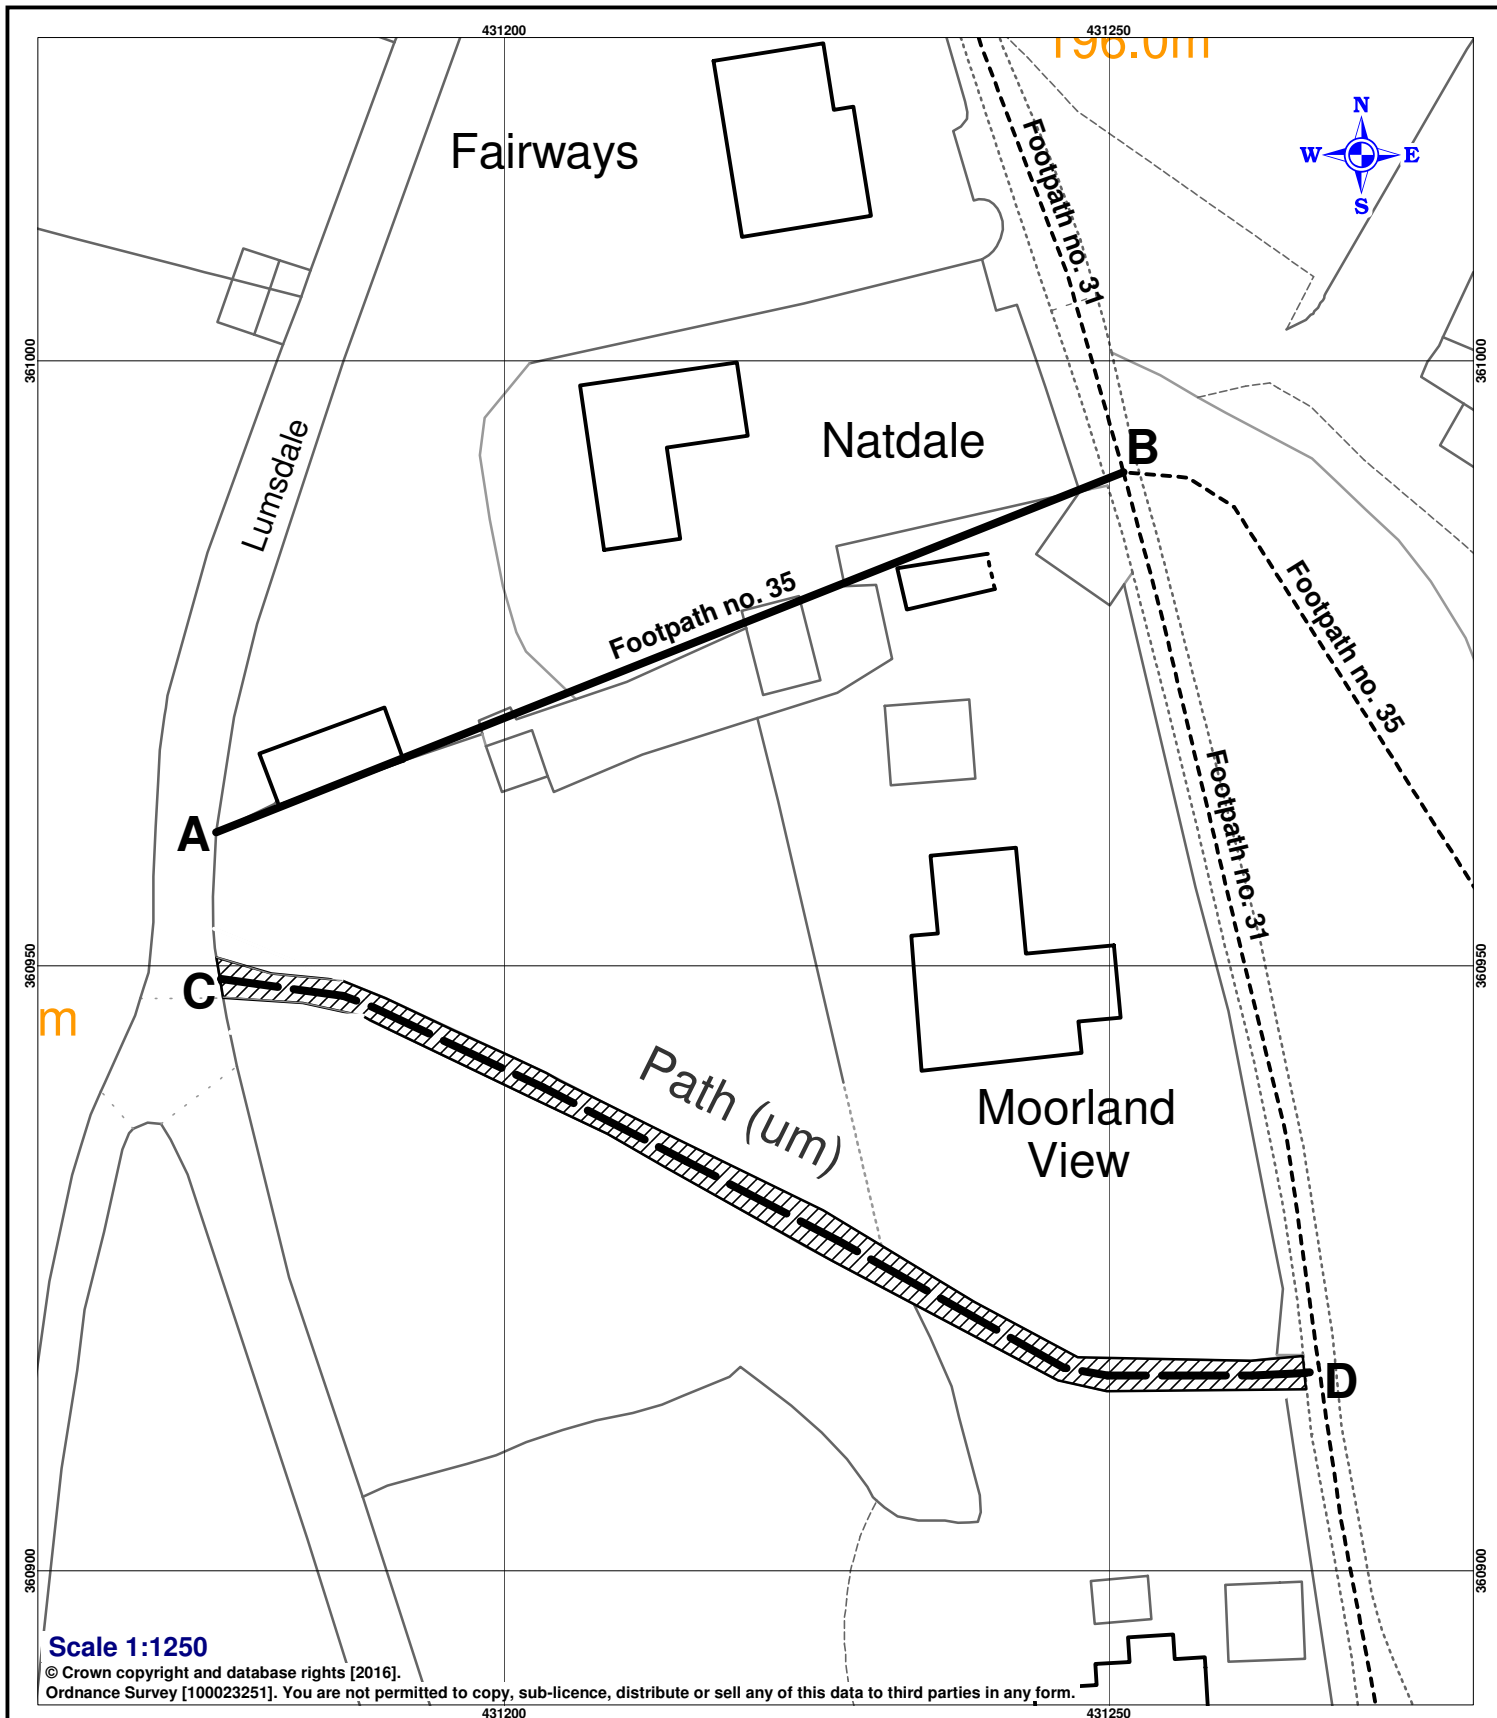 431200
431250
196.0m
Fairways
N
W E
S
Footpath no. 31
361000
361000
Lumsdale
Natdale
B
Footpath no. 35
Footpath no. 35
A
Footpath no. 31
360950
360950
C
m
Path (um)
Moorland
View
D
360900
360900
Scale 1:1250
© Crown copyright and database rights [2016].
Ordnance Survey [100023251]. You are not permitted to copy, sub-licence, distribute or sell any of this data to third parties in any form.
431200
431250